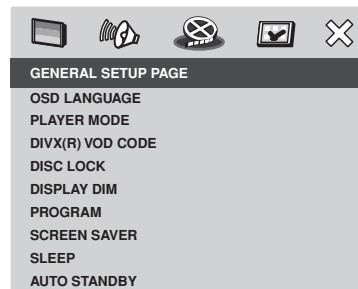 GENERAL SETUP PAGE
OSD LANGUAGE
PLAYER MODE
DIVX(R) VOD CODE
DISC LOCK
DISPLAY DIM
PROGRAM
SCREEN SAVER
SLEEP
AUTO STANDBY